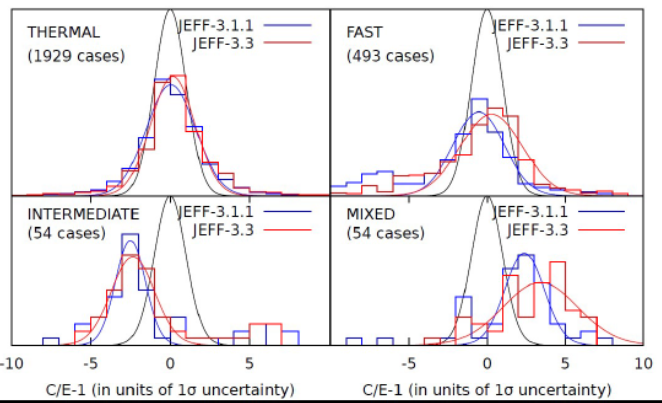 THERMAL
(1929 cases)
JEFF-3.1.1
JEFF-3.3
FAST
(493 cases)
JEFF-3.1.1
JEFF-3.3
INTERMEDIATE
(54 cases)
JEFF-3.1.1
JEFF-3.3
MIXED
(54 cases)
JEFF-3.1.1
JEFF-3.3
-10 -5 0 5 -5 0 5 10
C/E-1 (in units of 1σ uncertainty) C/E-1 (in units of 1σ uncertainty)